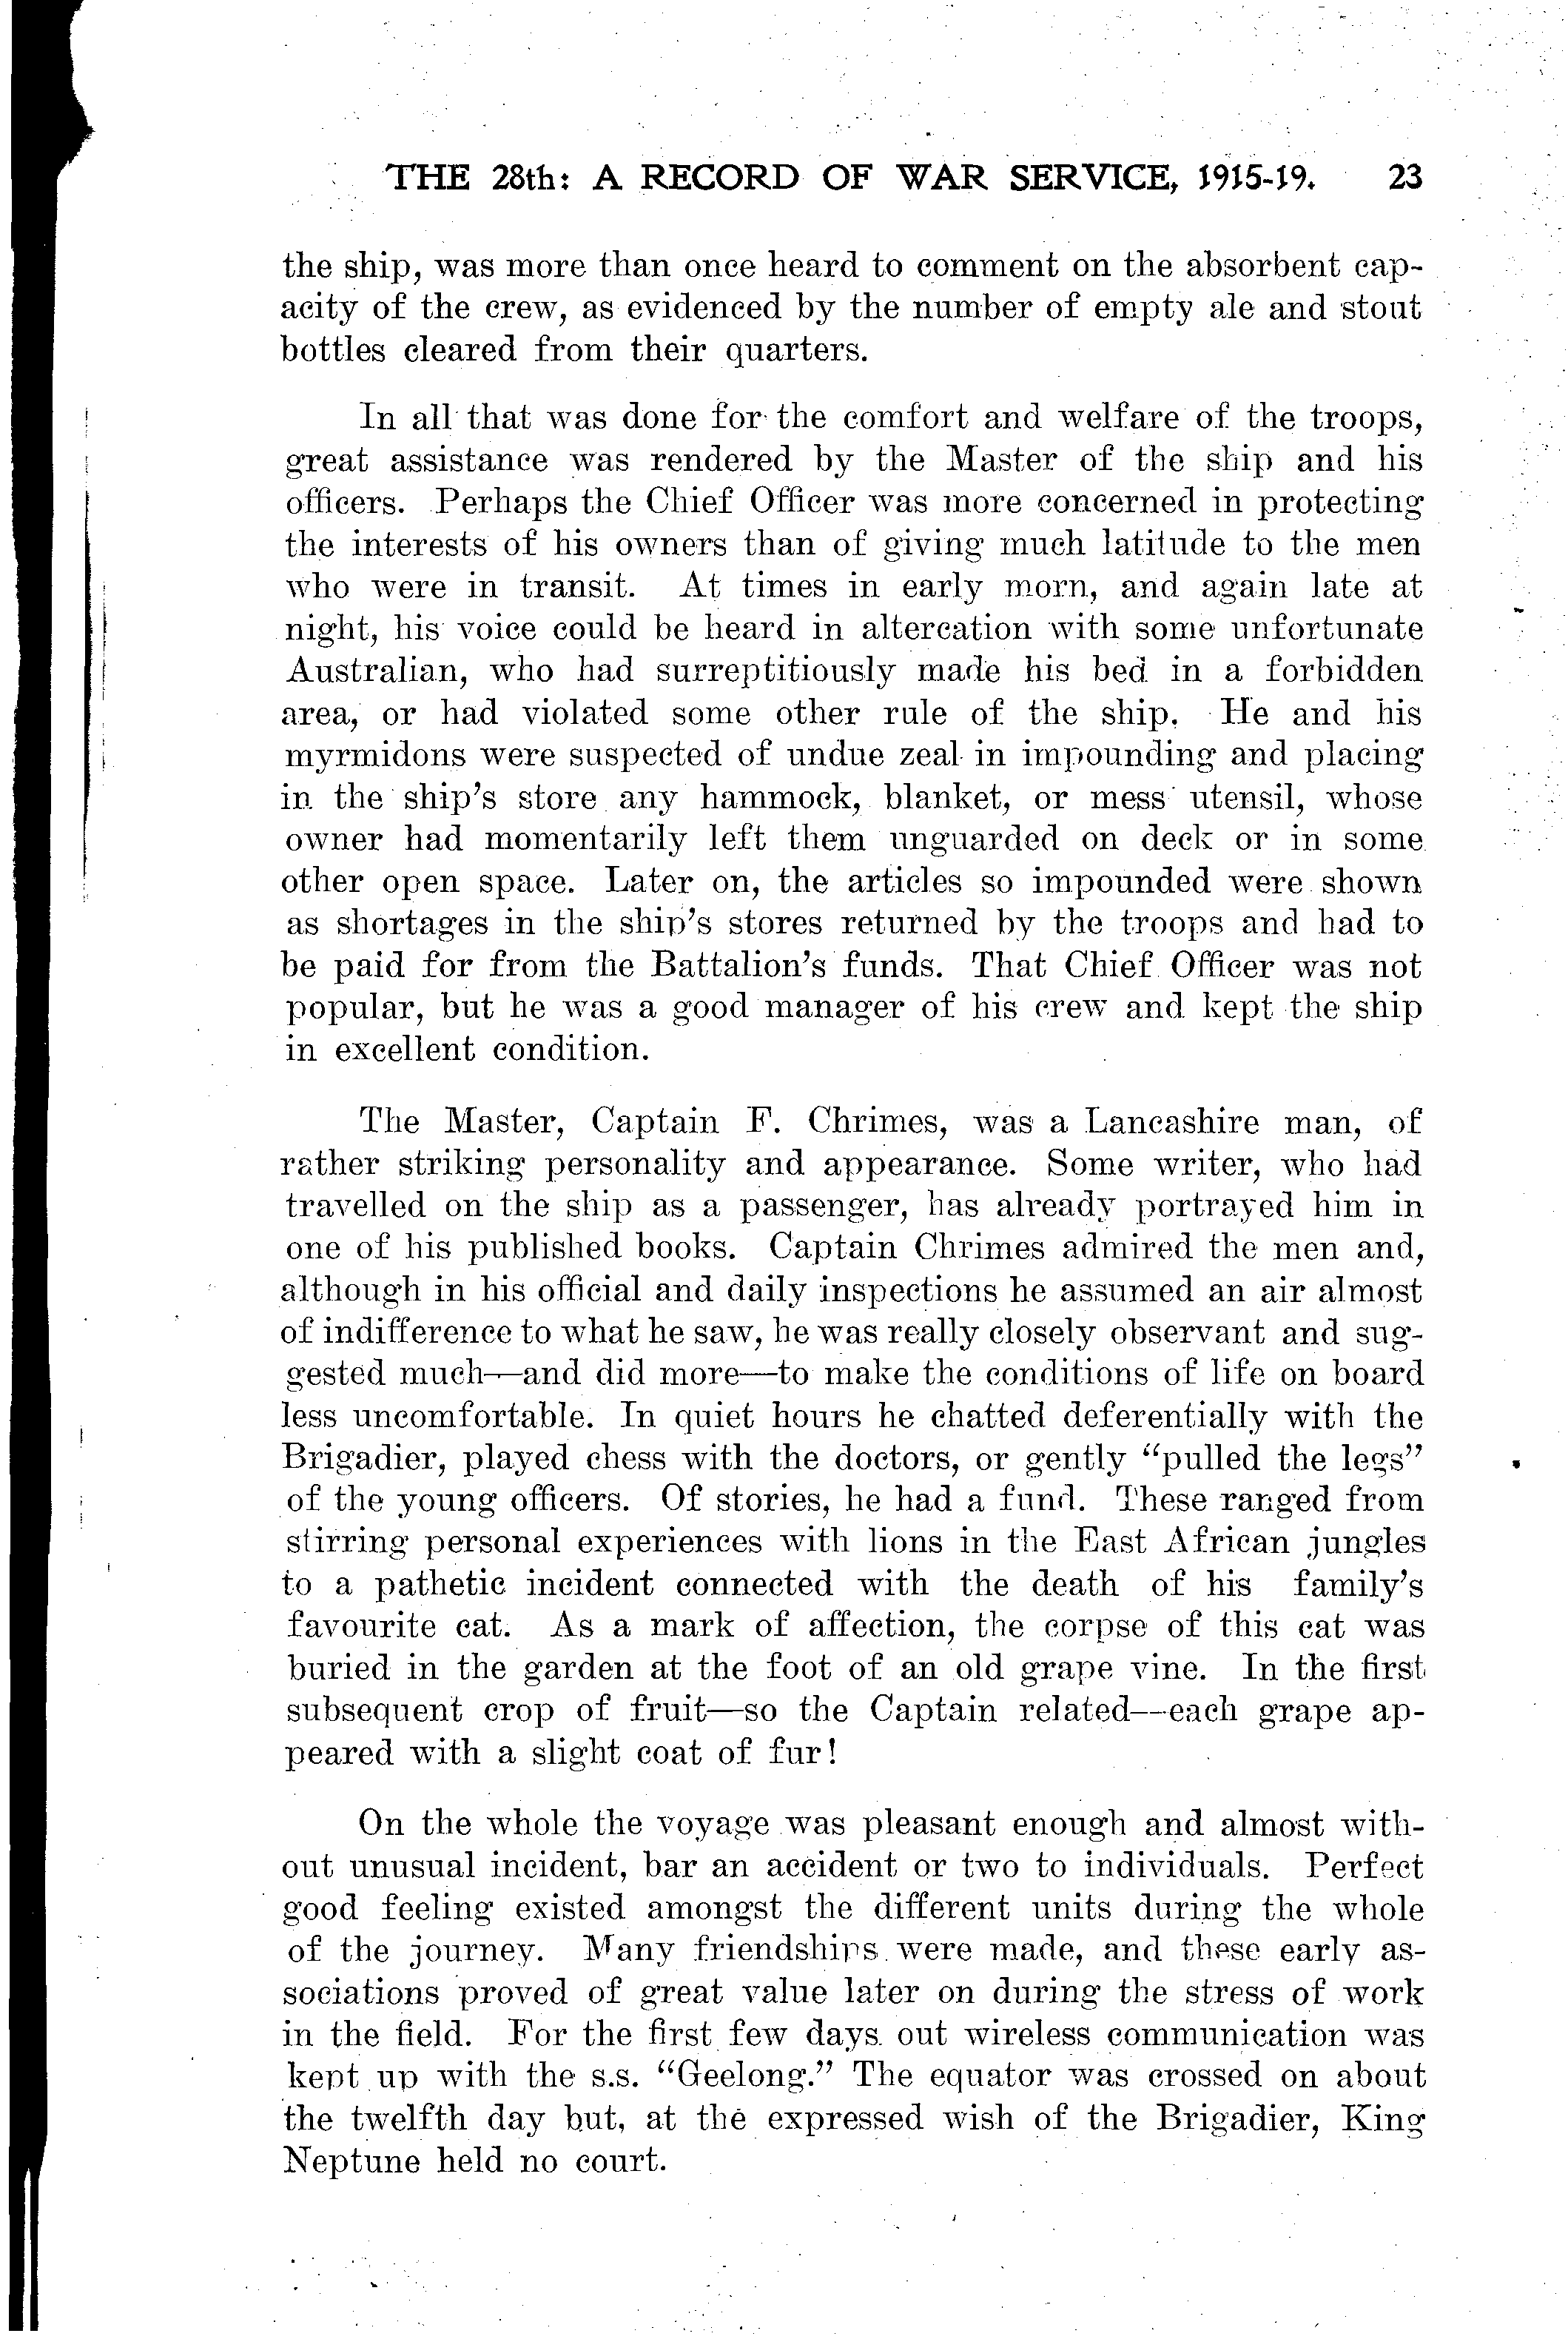 THE 28th: A RECORD OF WAR SERVICE, 1915-19. 23
the ship, was more than once heard to comment on the absorbent cap-
acity of the crew, as evidenced by the number of empty ale and stout
bottles cleared from their quarters.
In all that was done for the comfort and welfare of the troops,
great assistance was rendered by the Master of the ship and his
officers. Perhaps the Chief Officer was more concerned in protecting
the interests of his owners than of giving much latitude to the men
who were in transit. At times in early morn, and again late at
night, his voice could be heard in altercation with some unfortunate
Australian, who had surreptitiously made his bed in a forbidden
area, or had violated some other rule of the ship. He and his
myrmidons were suspected of undue zeal in impounding and placing
in the ship's store any hammock, blanket, or mess utensil, whose
owner had momentarily left them unguarded on deck or in some
other open space. Later on, the articles so impounded were shown
as shortages in the ship's stores returned by the troops and had to
be paid for from the Battalion's funds. That Chief Officer was not
popular, but he was a good manager of his crew and kept the ship
in excellent condition.
The Master, Captain F. Chrimes, was a Lancashire man, of
rather striking personality and appearance. Some writer, who had
travelled on the ship as a passenger, has already portrayed him in
one of his published books. Captain Chrimes admired the men and,
although in his official and daily inspections he assumed an air almost
of indifference to what he saw, he was really closely observant and sug-
gested much—and did more—to make the conditions of life on board
less uncomfortable. In quiet hours he chatted deferentially with the
Brigadier, played chess with the doctors, or gently "pulled the legs"
of the young officers. Of stories, he had a fund. These ranged from
stirring personal experiences with lions in the East African jungles
to a pathetic incident connected with the death of his family's
favourite cat. As a mark of affection, the corpse of this cat was
buried in the garden at the foot of an old grape vine. In the first
subsequent crop of fruit—so the Captain related—each grape ap-
peared with a slight coat of fur!
On the whole the voyage was pleasant enough and almost with-
out unusual incident, bar an accident or two to individuals. Perfect
good feeling existed amongst the different units during the whole
of the journey. Many friendships were made, and these early as-
sociations proved of great value later on during the stress of work
in the field. For the first few days out wireless communication was
kept up with the s.s. "Geelong." The equator was crossed on about
the twelfth day but, at the expressed wish of the Brigadier, King
Neptune held no court.